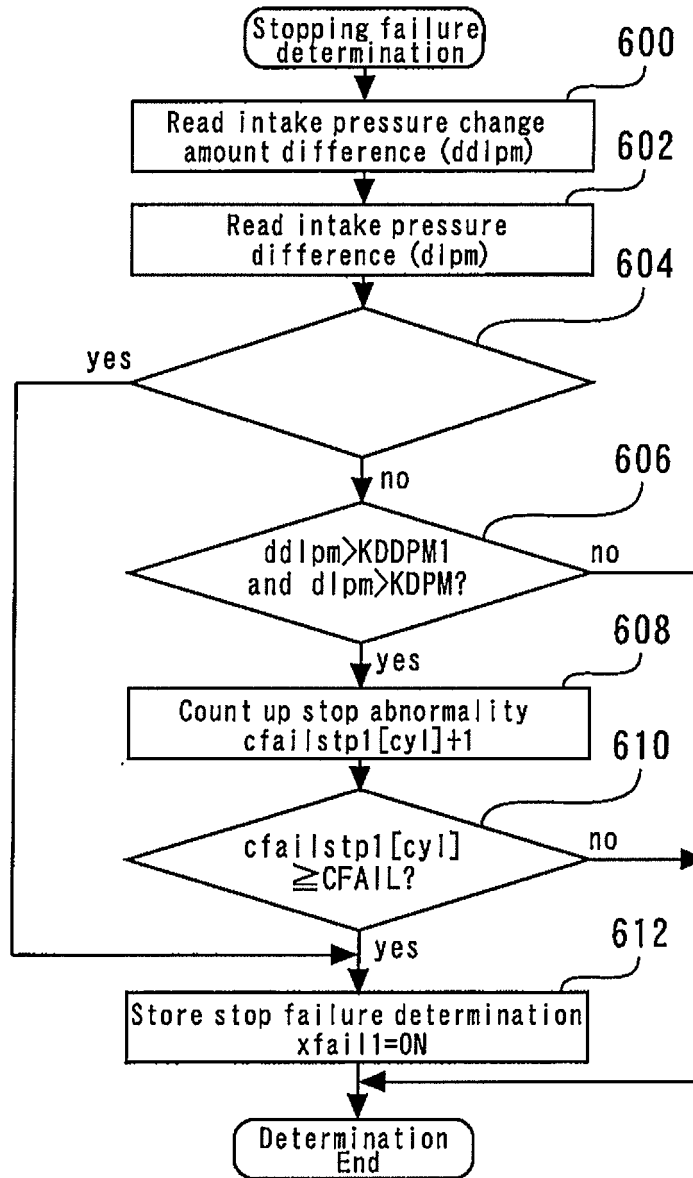 Stopping failure
determination
600
Read intake pressure change
amount difference (ddlpm)
602
Read intake pressure
difference (dlpm)
604
yes
no
606
ddlpm>KDDPM1
and dlpm>KDPM?
no
yes
608
Count up stop abnormality
cfailstp1[cyl]+1
610
cfailstp1[cyl]
≧CFAIL?
no
yes
612
Store stop failure determination
xfail1=ON
Determination
End